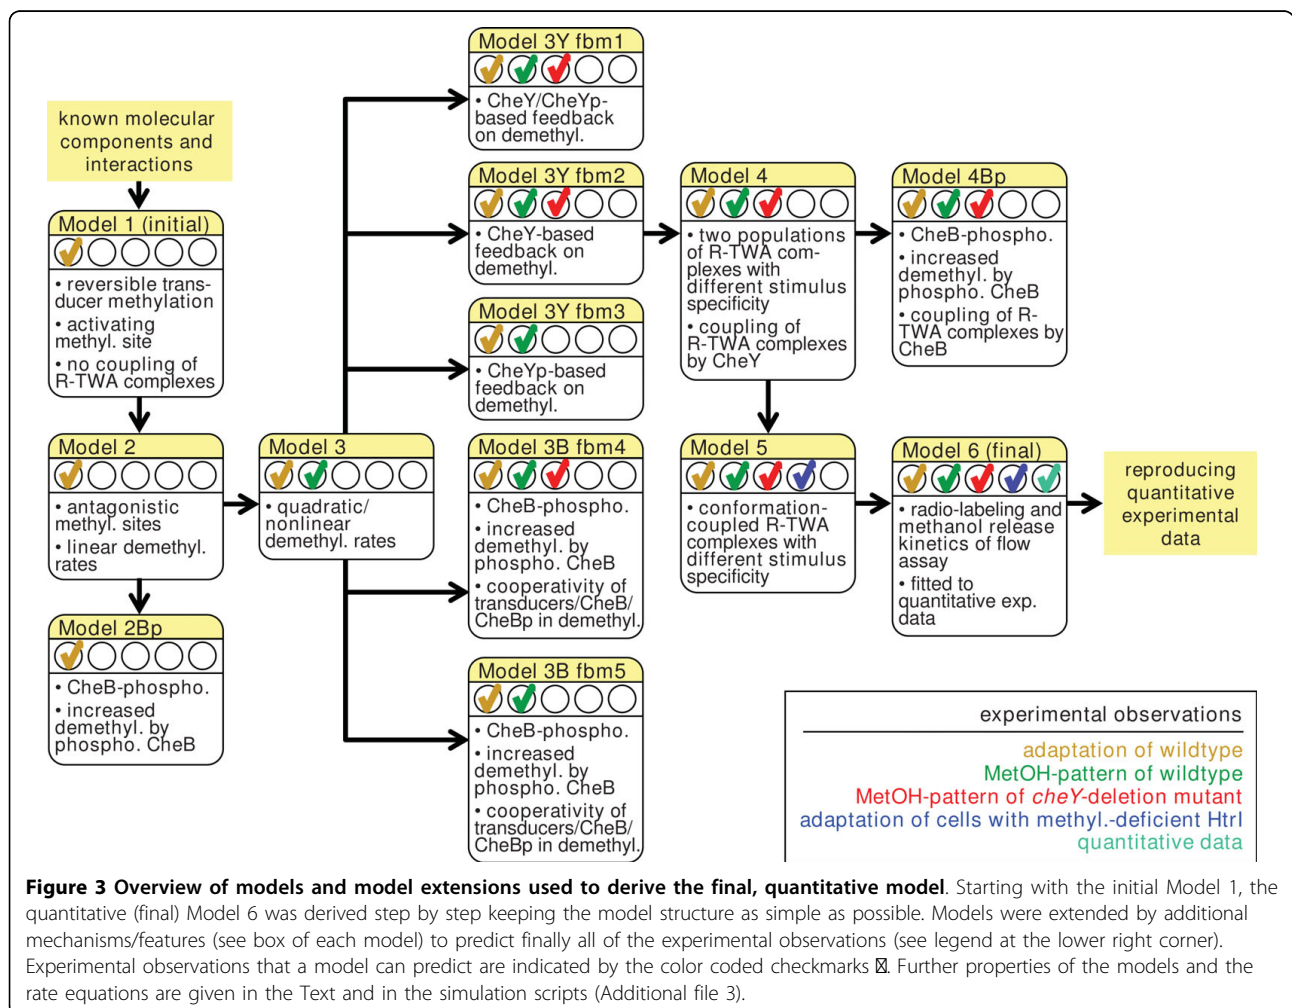 known molecular
components and
interactions
Model 1 (initial)
• reversible trans-
ducer methylation
• activating
methyl. site
• no coupling of
R-TWA complexes
Model 2
• antagonistic
methyl. sites
• linear demethyl.
rates
Model 2Bp
• CheB-phospho.
• increased
demethyl. by
phospho. CheB
Model 3
• quadratic/
nonlinear
demethyl. rates
Model 3Y fbm1
• CheY/CheYp-
based feedback
on demethyl.
Model 3Y fbm2
• CheY-based
feedback on
demethyl.
Model 3Y fbm3
• CheYp-based
feedback on
demethyl.
Model 3B fbm4
• CheB-phospho.
• increased
demethyl. by
phospho. CheB
• cooperativity of
transducers/CheB/
CheBp in demethyl.
Model 3B fbm5
• CheB-phospho.
• increased
demethyl. by
phospho. CheB
• cooperativity of
transducers/CheB/
CheBp in demethyl.
Model 4
• two populations
of R-TWA com-
plexes with
different stimulus
specificity
• coupling of
R-TWA complexes
by CheY
Model 4Bp
• CheB-phospho.
• increased
demethyl. by
phospho. CheB
• coupling of R-
TWA complexes by
CheB
Model 5
• conformation-
coupled R-TWA
complexes with
different stimulus
specificity
Model 6 (final)
• radio-labeling and
methanol release
kinetics of flow
assay
• fitted to
quantitative exp.
data
reproducing
quantitative
experimental
data
experimental observations
adaptation of wildtype
MetOH-pattern of wildtype
MetOH-pattern of cheY-deletion mutant
adaptation of cells with methyl.-deficient HtrI
quantitative data
Figure 3 Overview of models and model extensions used to derive the final, quantitative model. Starting with the initial Model 1, the
quantitative (final) Model 6 was derived step by step keeping the model structure as simple as possible. Models were extended by additional
mechanisms/features (see box of each model) to predict finally all of the experimental observations (see legend at the lower right corner).
Experimental observations that a model can predict are indicated by the color coded checkmarks . Further properties of the models and the
rate equations are given in the Text and in the simulation scripts (Additional file 3).